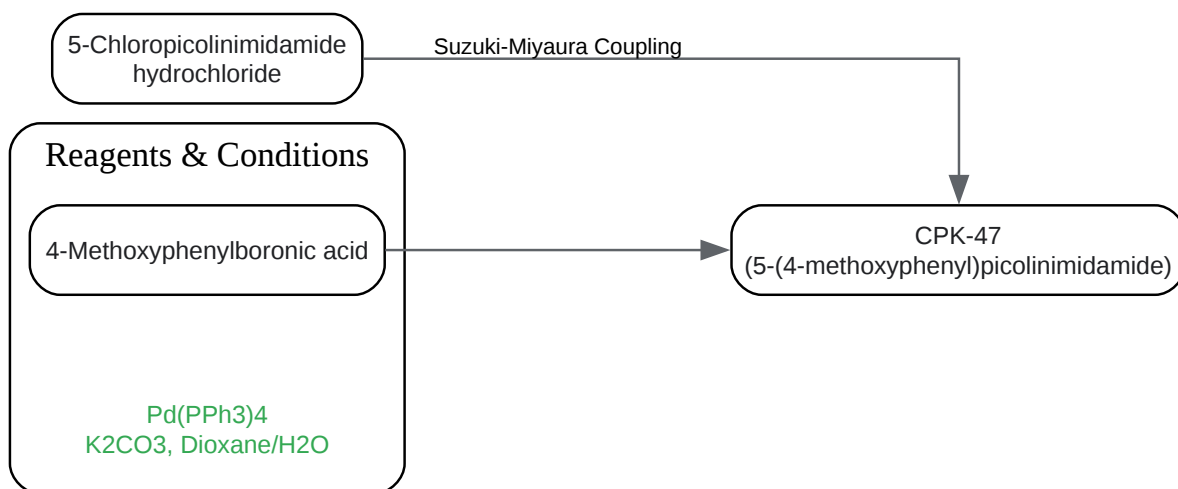 5-Chloropicolinimidamide
hydrochloride
Suzuki-Miyaura Coupling
Reagents & Conditions
4-Methoxyphenylboronic acid
CPK-47
(5-(4-methoxyphenyl)picolinimidamide)
Pd(PPh3)4
K2CO3, Dioxane/H2O